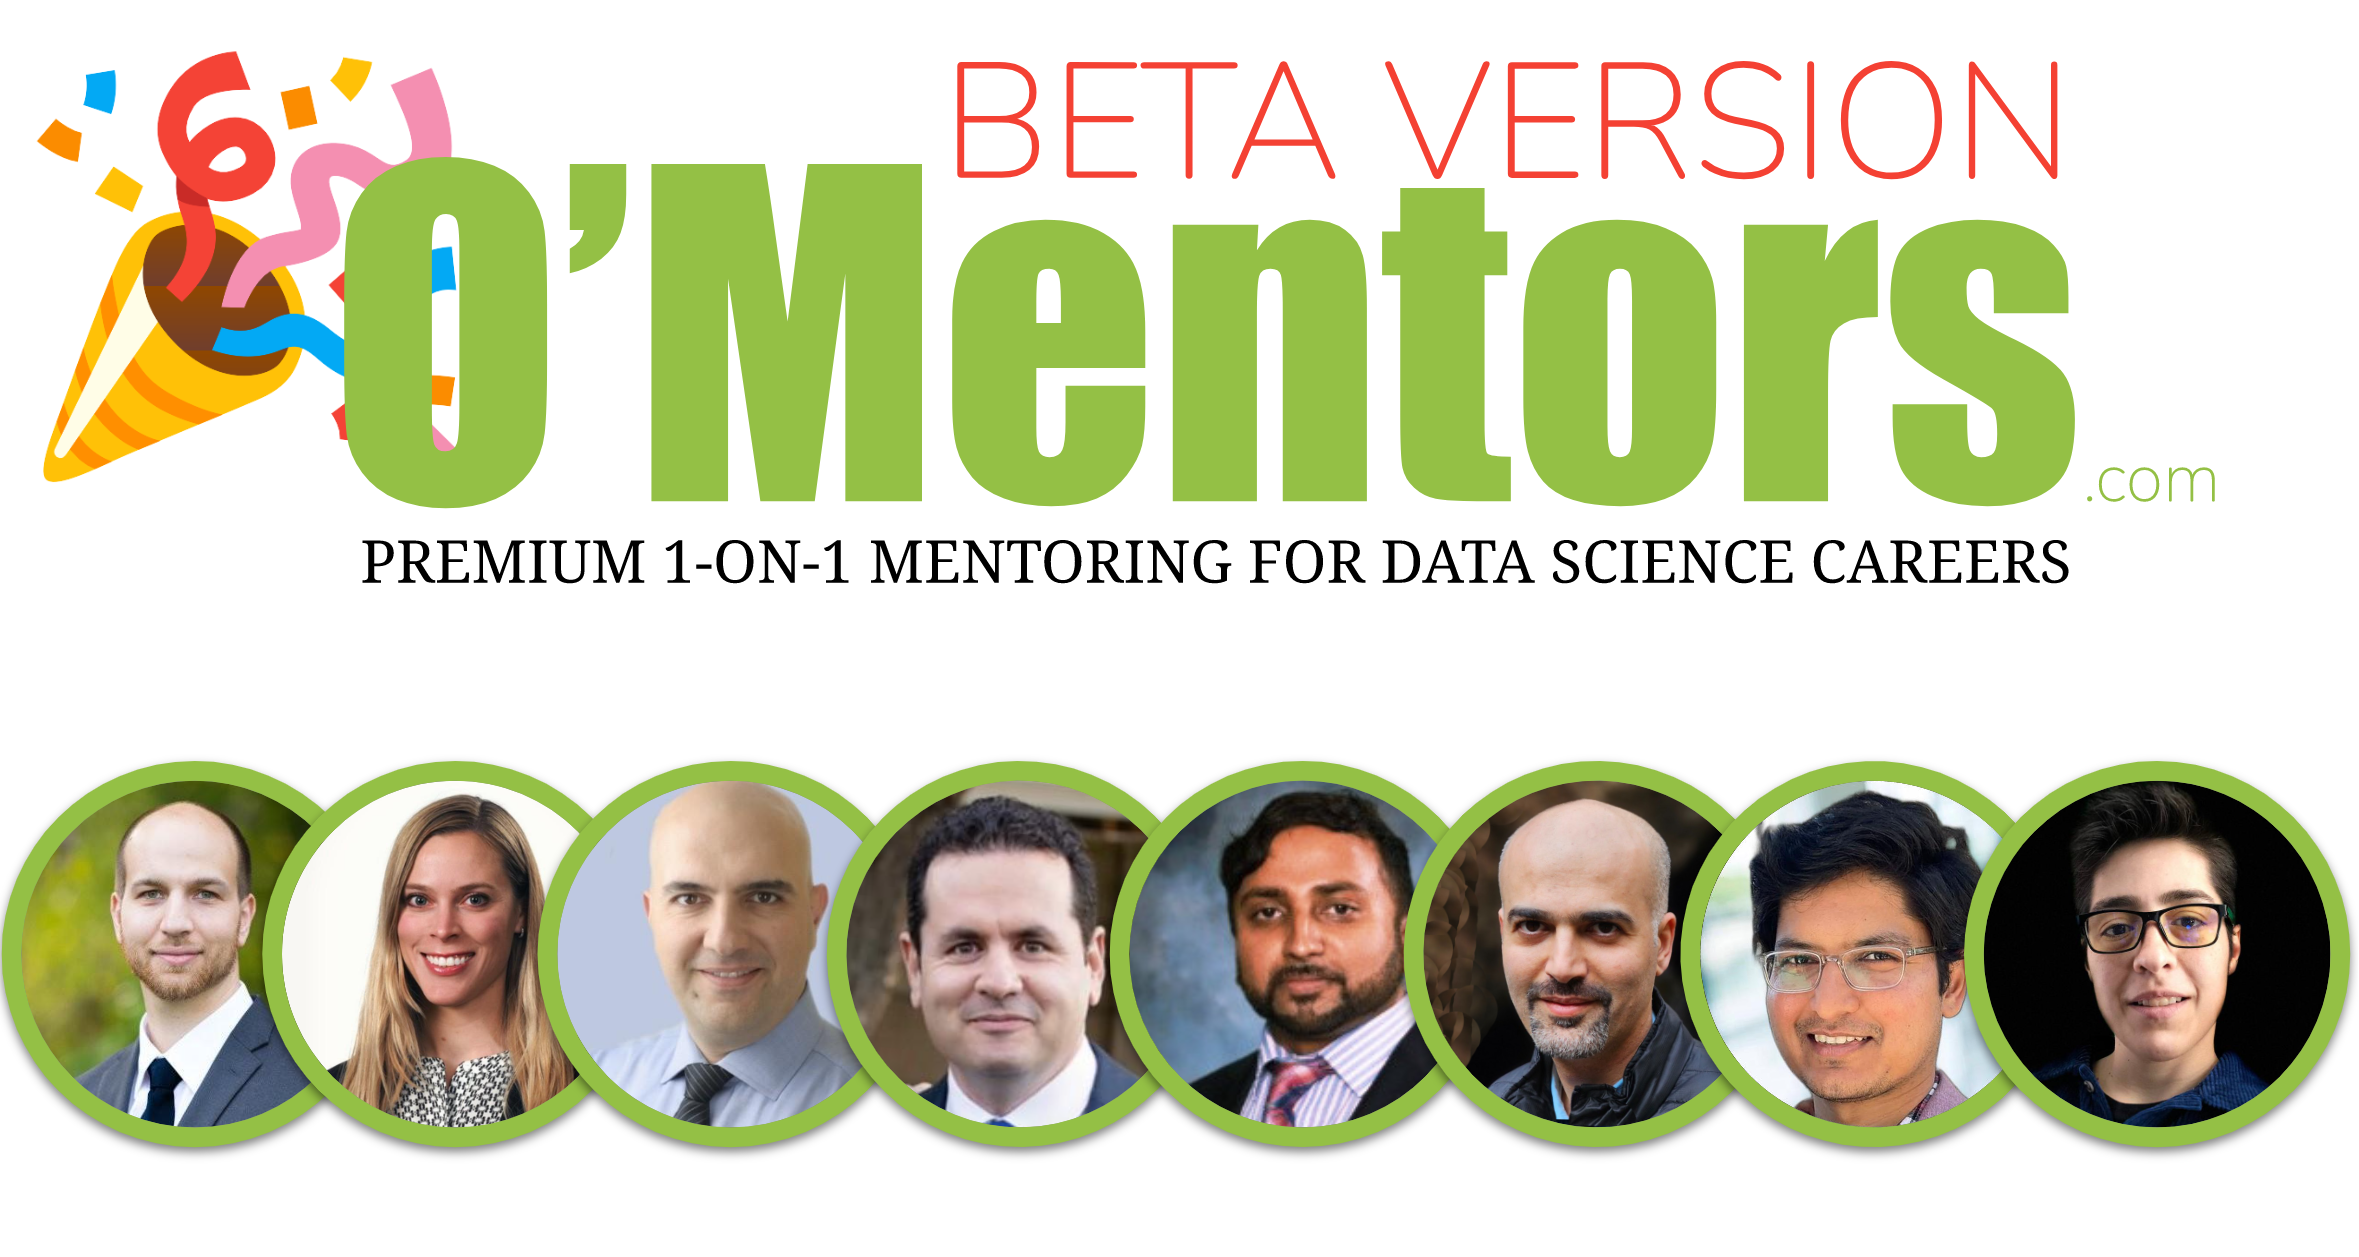 BETA VERSION
O’Mentors.com
PREMIUM 1-ON-1 MENTORING FOR DATA SCIENCE CAREERS